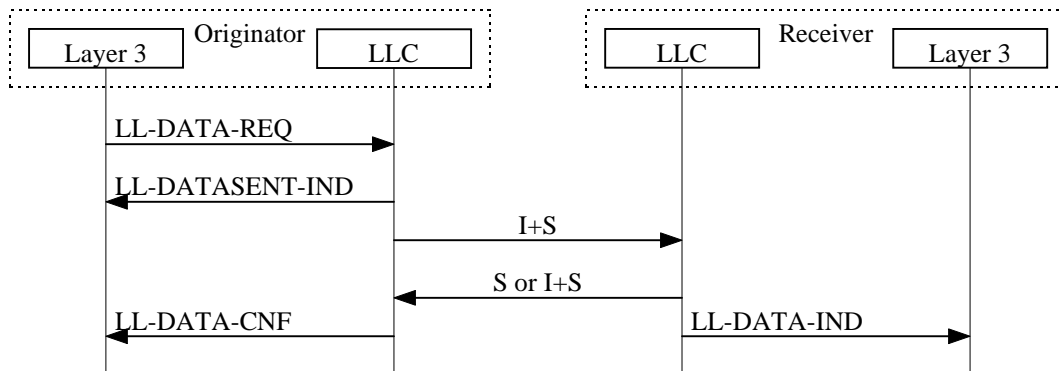 Originator
Receiver
Layer 3
LLC
LLC
Layer 3
LL-DATA-REQ
LL-DATASENT-IND
I+S
S or I+S
LL-DATA-CNF
LL-DATA-IND